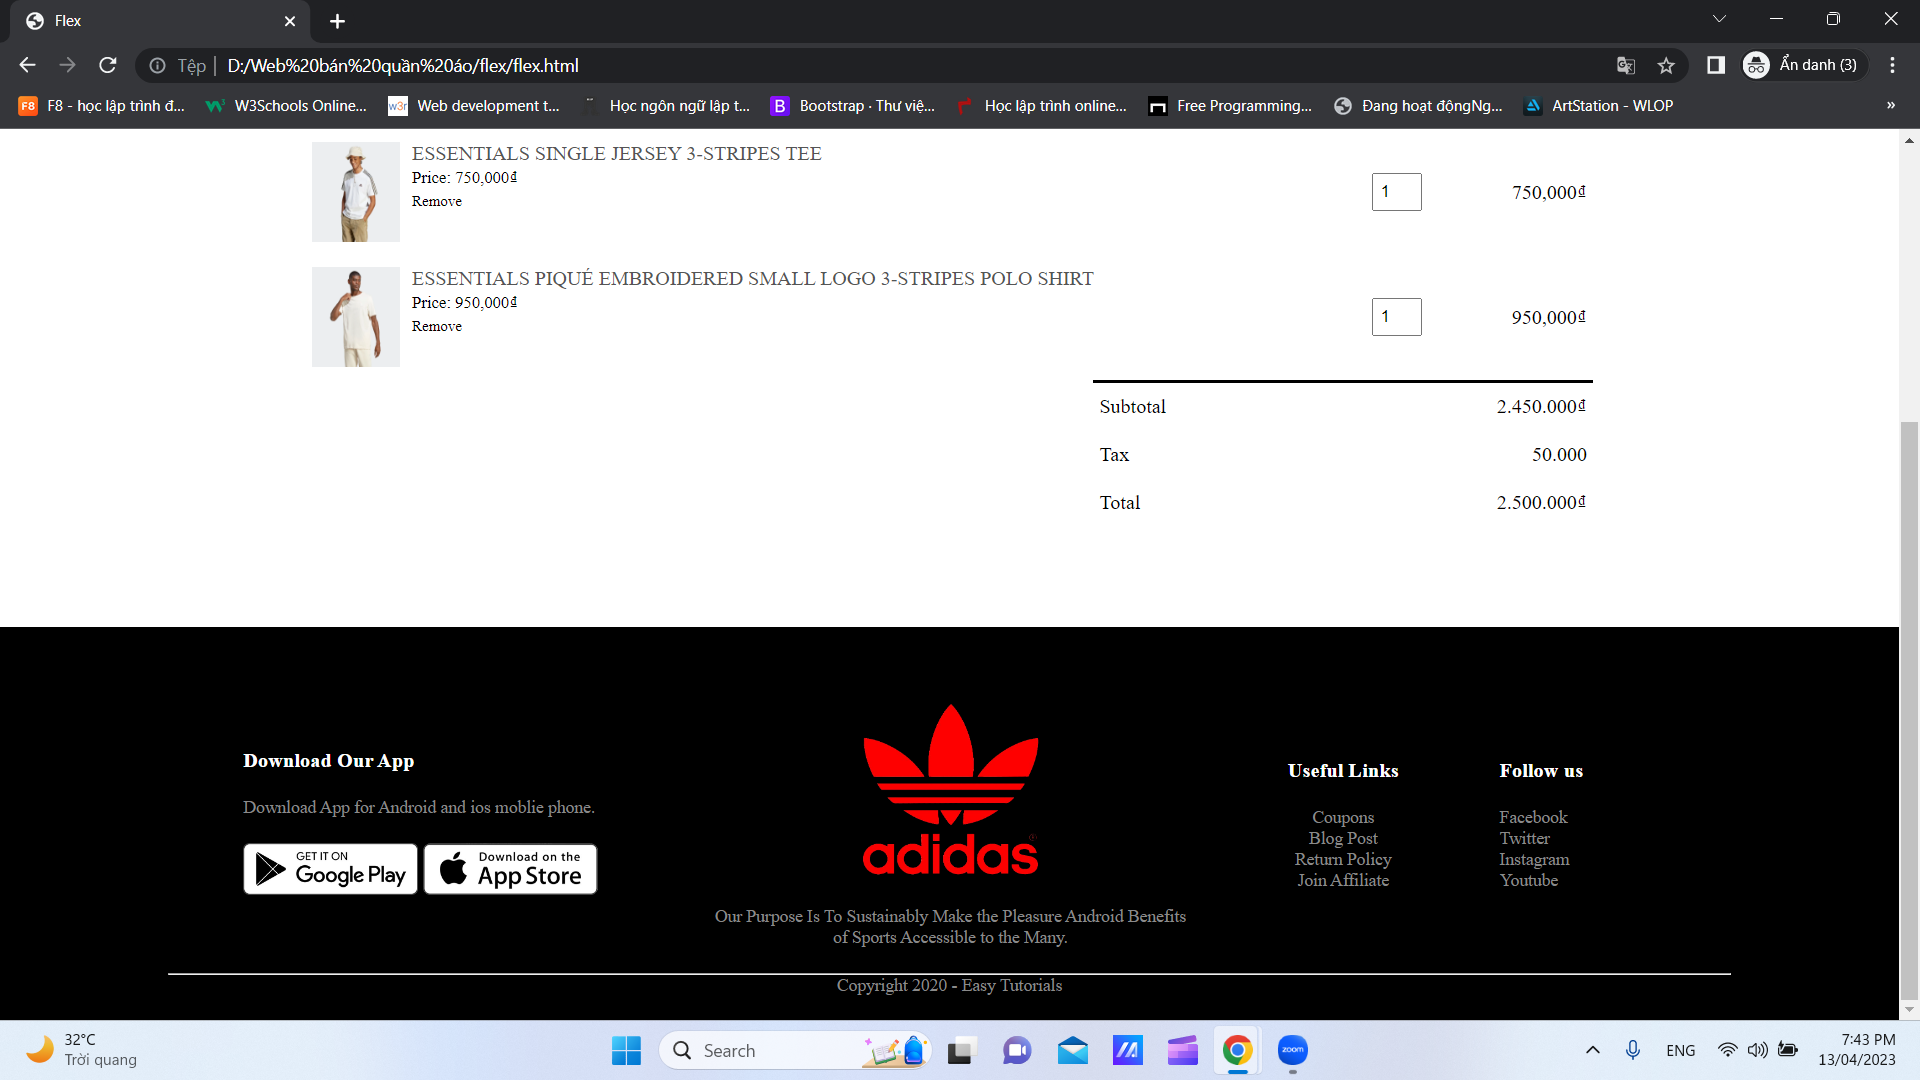 Flex
Tệp | D:/Web%20bán%20quần%20áo/flex/flex.html
Ẩn danh (3)
F8 - học lập trình đ...
W3Schools Online...
Web development t...
Học ngôn ngữ lập t...
Bootstrap · Thư việ...
Học lập trình online...
Free Programming...
Đang hoạt độngNg...
ArtStation - WLOP
ESSENTIALS SINGLE JERSEY 3-STRIPES TEE
Price: 750,000₫
Remove
1
750,000₫
ESSENTIALS PIQUÉ EMBROIDERED SMALL LOGO 3-STRIPES POLO SHIRT
Price: 950,000₫
Remove
1
950,000₫
Subtotal 2.450.000₫
Tax 50.000
Total 2.500.000₫
Download Our App
Download App for Android and ios moblie phone.
GET IT ON
Google Play
Download on the
App Store
adidas
Our Purpose Is To Sustainably Make the Pleasure Android Benefits
of Sports Accessible to the Many.
Useful Links
Coupons
Blog Post
Return Policy
Join Affiliate
Follow us
Facebook
Twitter
Instagram
Youtube
Copyright 2020 - Easy Tutorials
32°C
Trời quang
Search
zoom
ENG
7:43 PM
13/04/2023